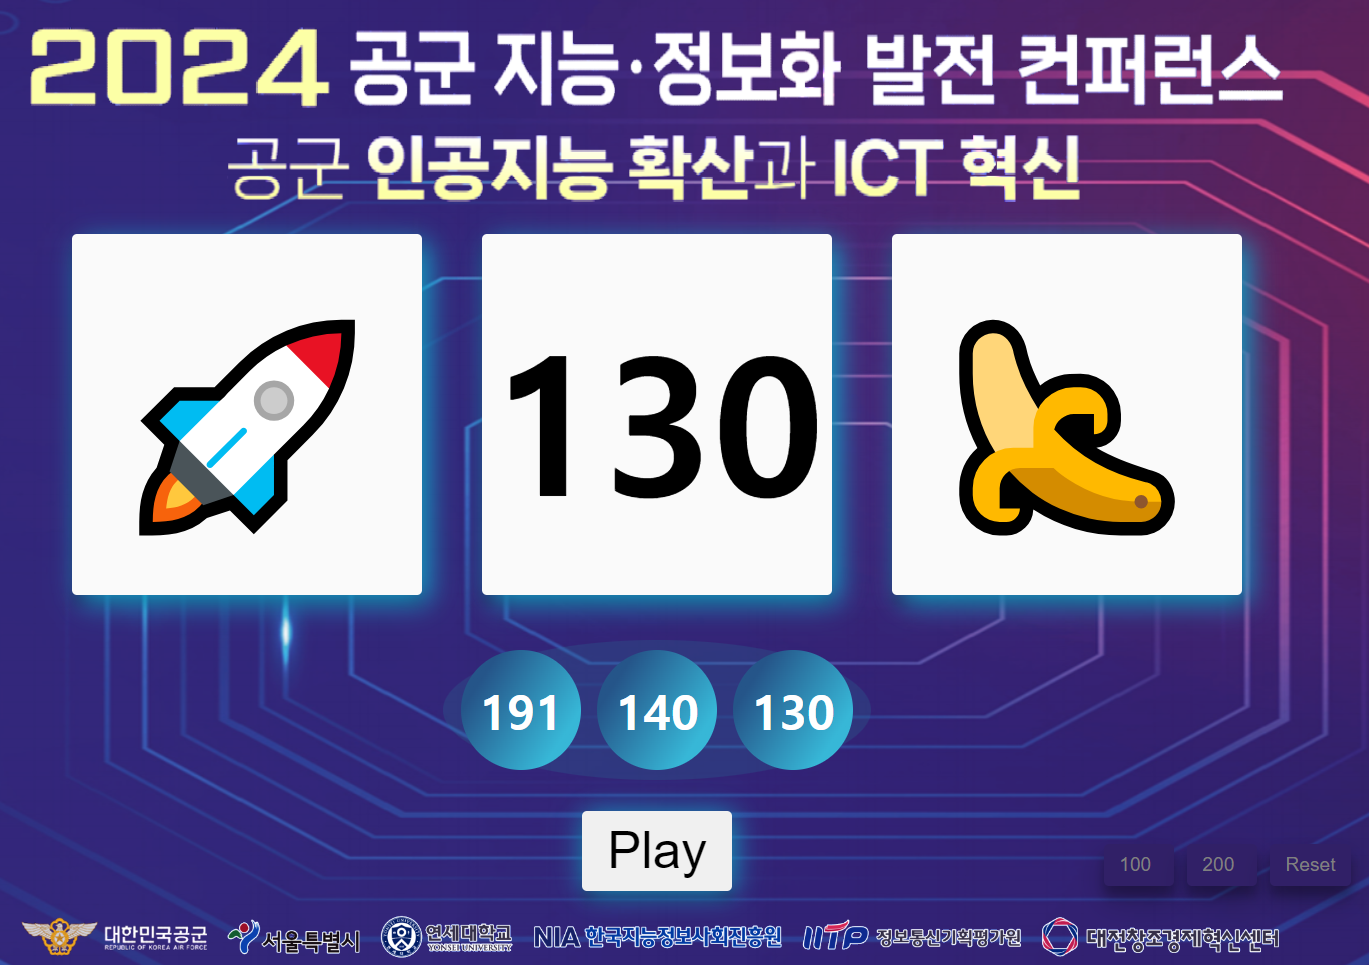 2024 공군 지능·정보화 발전 컨퍼런스
공군 인공지능 확산과 ICT 혁신
130
191 140 130
Play
100 200 Reset
대한민국공군
REPUBLIC OF KOREA AIR FORCE
서울특별시
연세대학교
YONSEI UNIVERSITY
NIA 한국지능정보사회진흥원
IITP 정보통신기획평가원
대전창조경제혁신센터